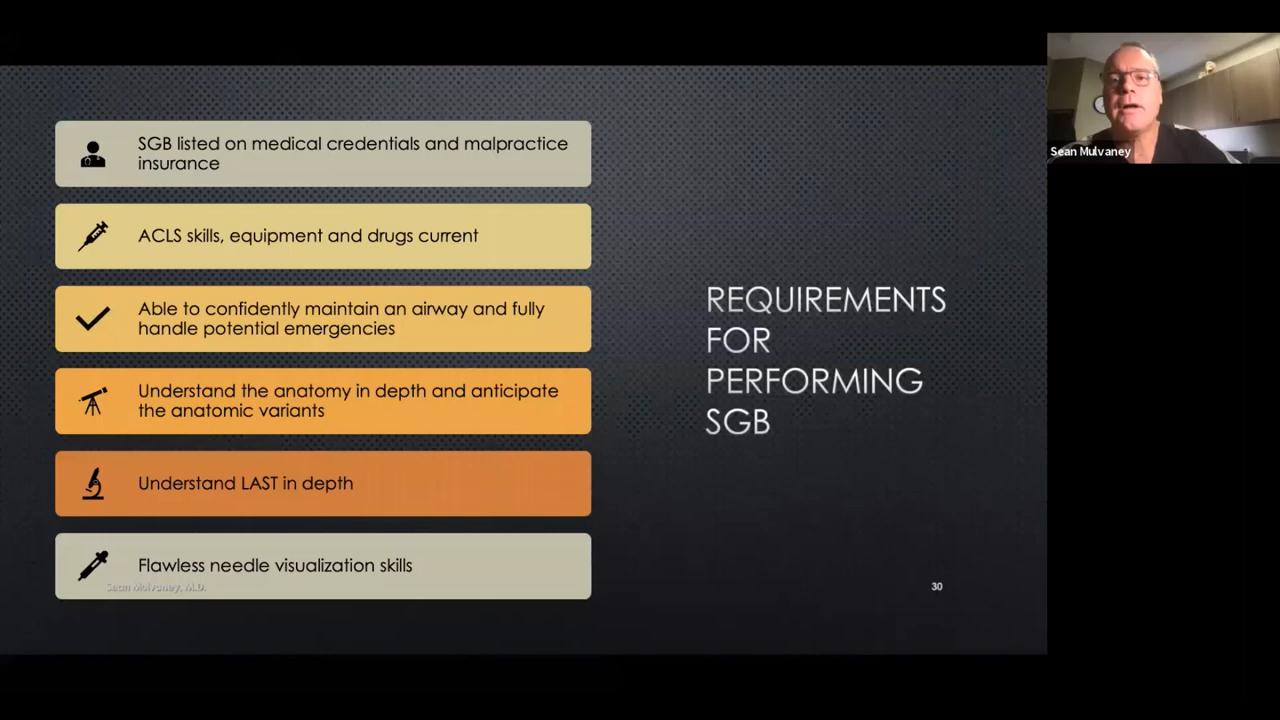 SGB listed on medical credentials and malpractice
insurance
ACLS skills, equipment and drugs current
Able to confidently maintain an airway and fully
handle potential emergencies
Understand the anatomy in depth and anticipate
the anatomic variants
Understand LAST in depth
Flawless needle visualization skills
Sean Mulvaney, M.D.
30
REQUIREMENTS
FOR
PERFORMING
SGB
Sean Mulvaney